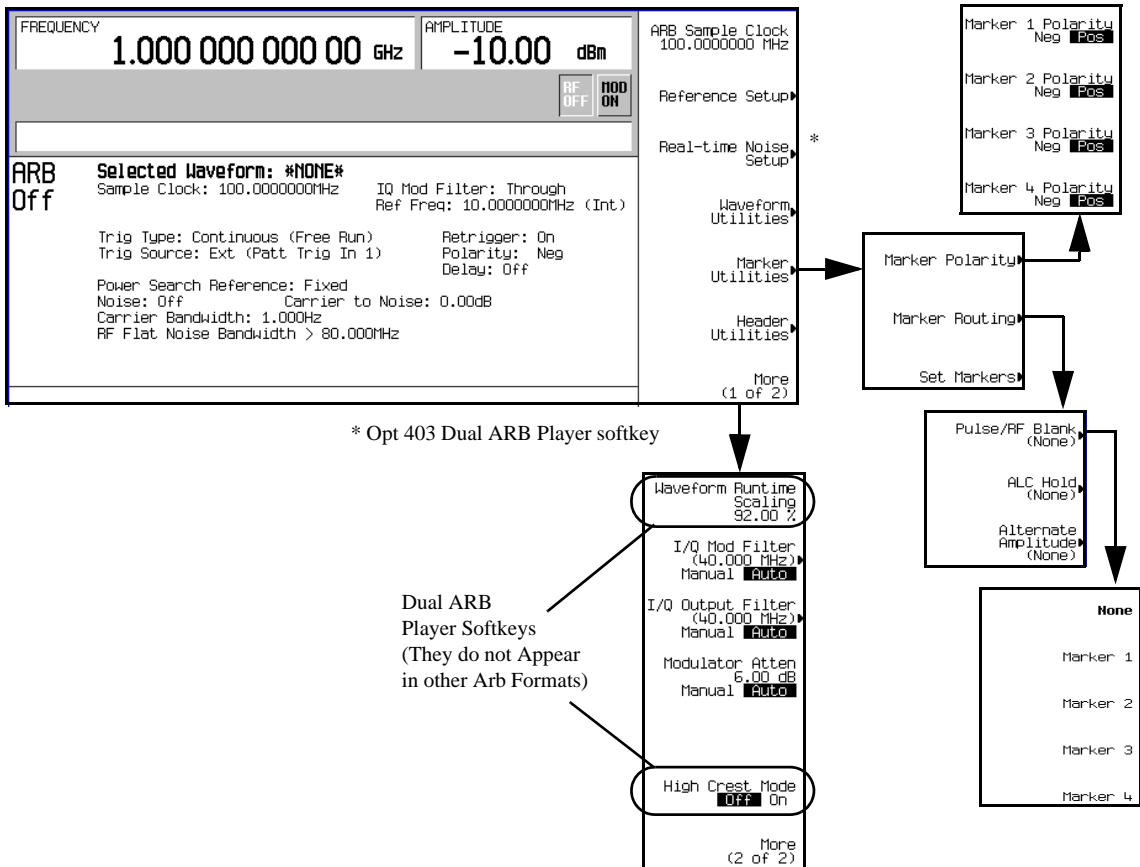 FREQUENCY
1.000 000 000 00 GHz
AMPLITUDE
-10.00 dBm
RF OFF
MOD ON
ARB Off
Selected Waveform: *NONE*
Sample Clock: 100.0000000MHz IQ Mod Filter: Through
Ref Freq: 10.0000000MHz (Int)
Trig Type: Continuous (Free Run) Retrigger: On
Trig Source: Ext (Patt Trig In 1) Polarity: Neg
Delay: Off
Power Search Reference: Fixed
Noise: Off Carrier to Noise: 0.00dB
Carrier Bandwidth: 1.000Hz
RF Flat Noise Bandwidth > 80.000MHz
ARB Sample Clock
100.0000000 MHz
Reference Setup
Real-time Noise
Setup
*
Waveform
Utilities
Marker
Utilities
Header
Utilities
More
(1 of 2)
Marker 1 Polarity
Neg Pos
Marker 2 Polarity
Neg Pos
Marker 3 Polarity
Neg Pos
Marker 4 Polarity
Neg Pos
Marker Polarity
Marker Routing
Set Markers
* Opt 403 Dual ARB Player softkey
Pulse/RF Blank
(None)
ALC Hold
(None)
Alternate
Amplitude
(None)
Waveform Runtime
Scaling
92.00 %
I/Q Mod Filter
(40.000 MHz)
Manual Auto
I/Q Output Filter
(40.000 MHz)
Manual Auto
Modulator Atten
6.00 dB
Manual Auto
High Crest Mode
Off On
More
(2 of 2)
Dual ARB
Player Softkeys
(They do not Appear
in other Arb Formats)
None
Marker 1
Marker 2
Marker 3
Marker 4